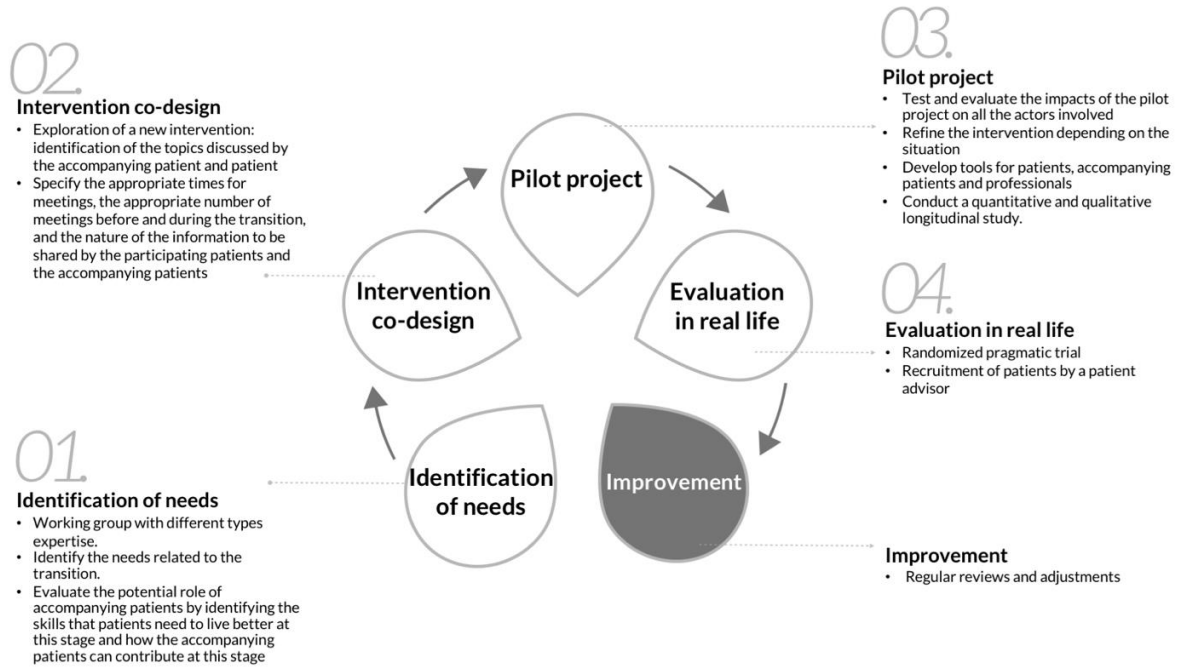 02.
Intervention co-design
• Exploration of a new intervention:
identification of the topics discussed by
the accompanying patient and patient
• Specify the appropriate times for
meetings, the appropriate number of
meetings before and during the transition,
and the nature of the information to be
shared by the participating patients and
the accompanying patients
01.
Identification of needs
• Working group with different types
expertise.
• Identify the needs related to the
transition.
• Evaluate the potential role of
accompanying patients by identifying the
skills that patients need to live better at
this stage and how the accompanying
patients can contribute at this stage
Pilot project
Intervention
co-design
Evaluation
in real life
Identification
of needs
Improvement
03.
Pilot project
• Test and evaluate the impacts of the pilot
project on all the actors involved
• Refine the intervention depending on the
situation
• Develop tools for patients, accompanying
patients and professionals
• Conduct a quantitative and qualitative
longitudinal study.
04.
Evaluation in real life
• Randomized pragmatic trial
• Recruitment of patients by a patient
advisor
Improvement
• Regular reviews and adjustments